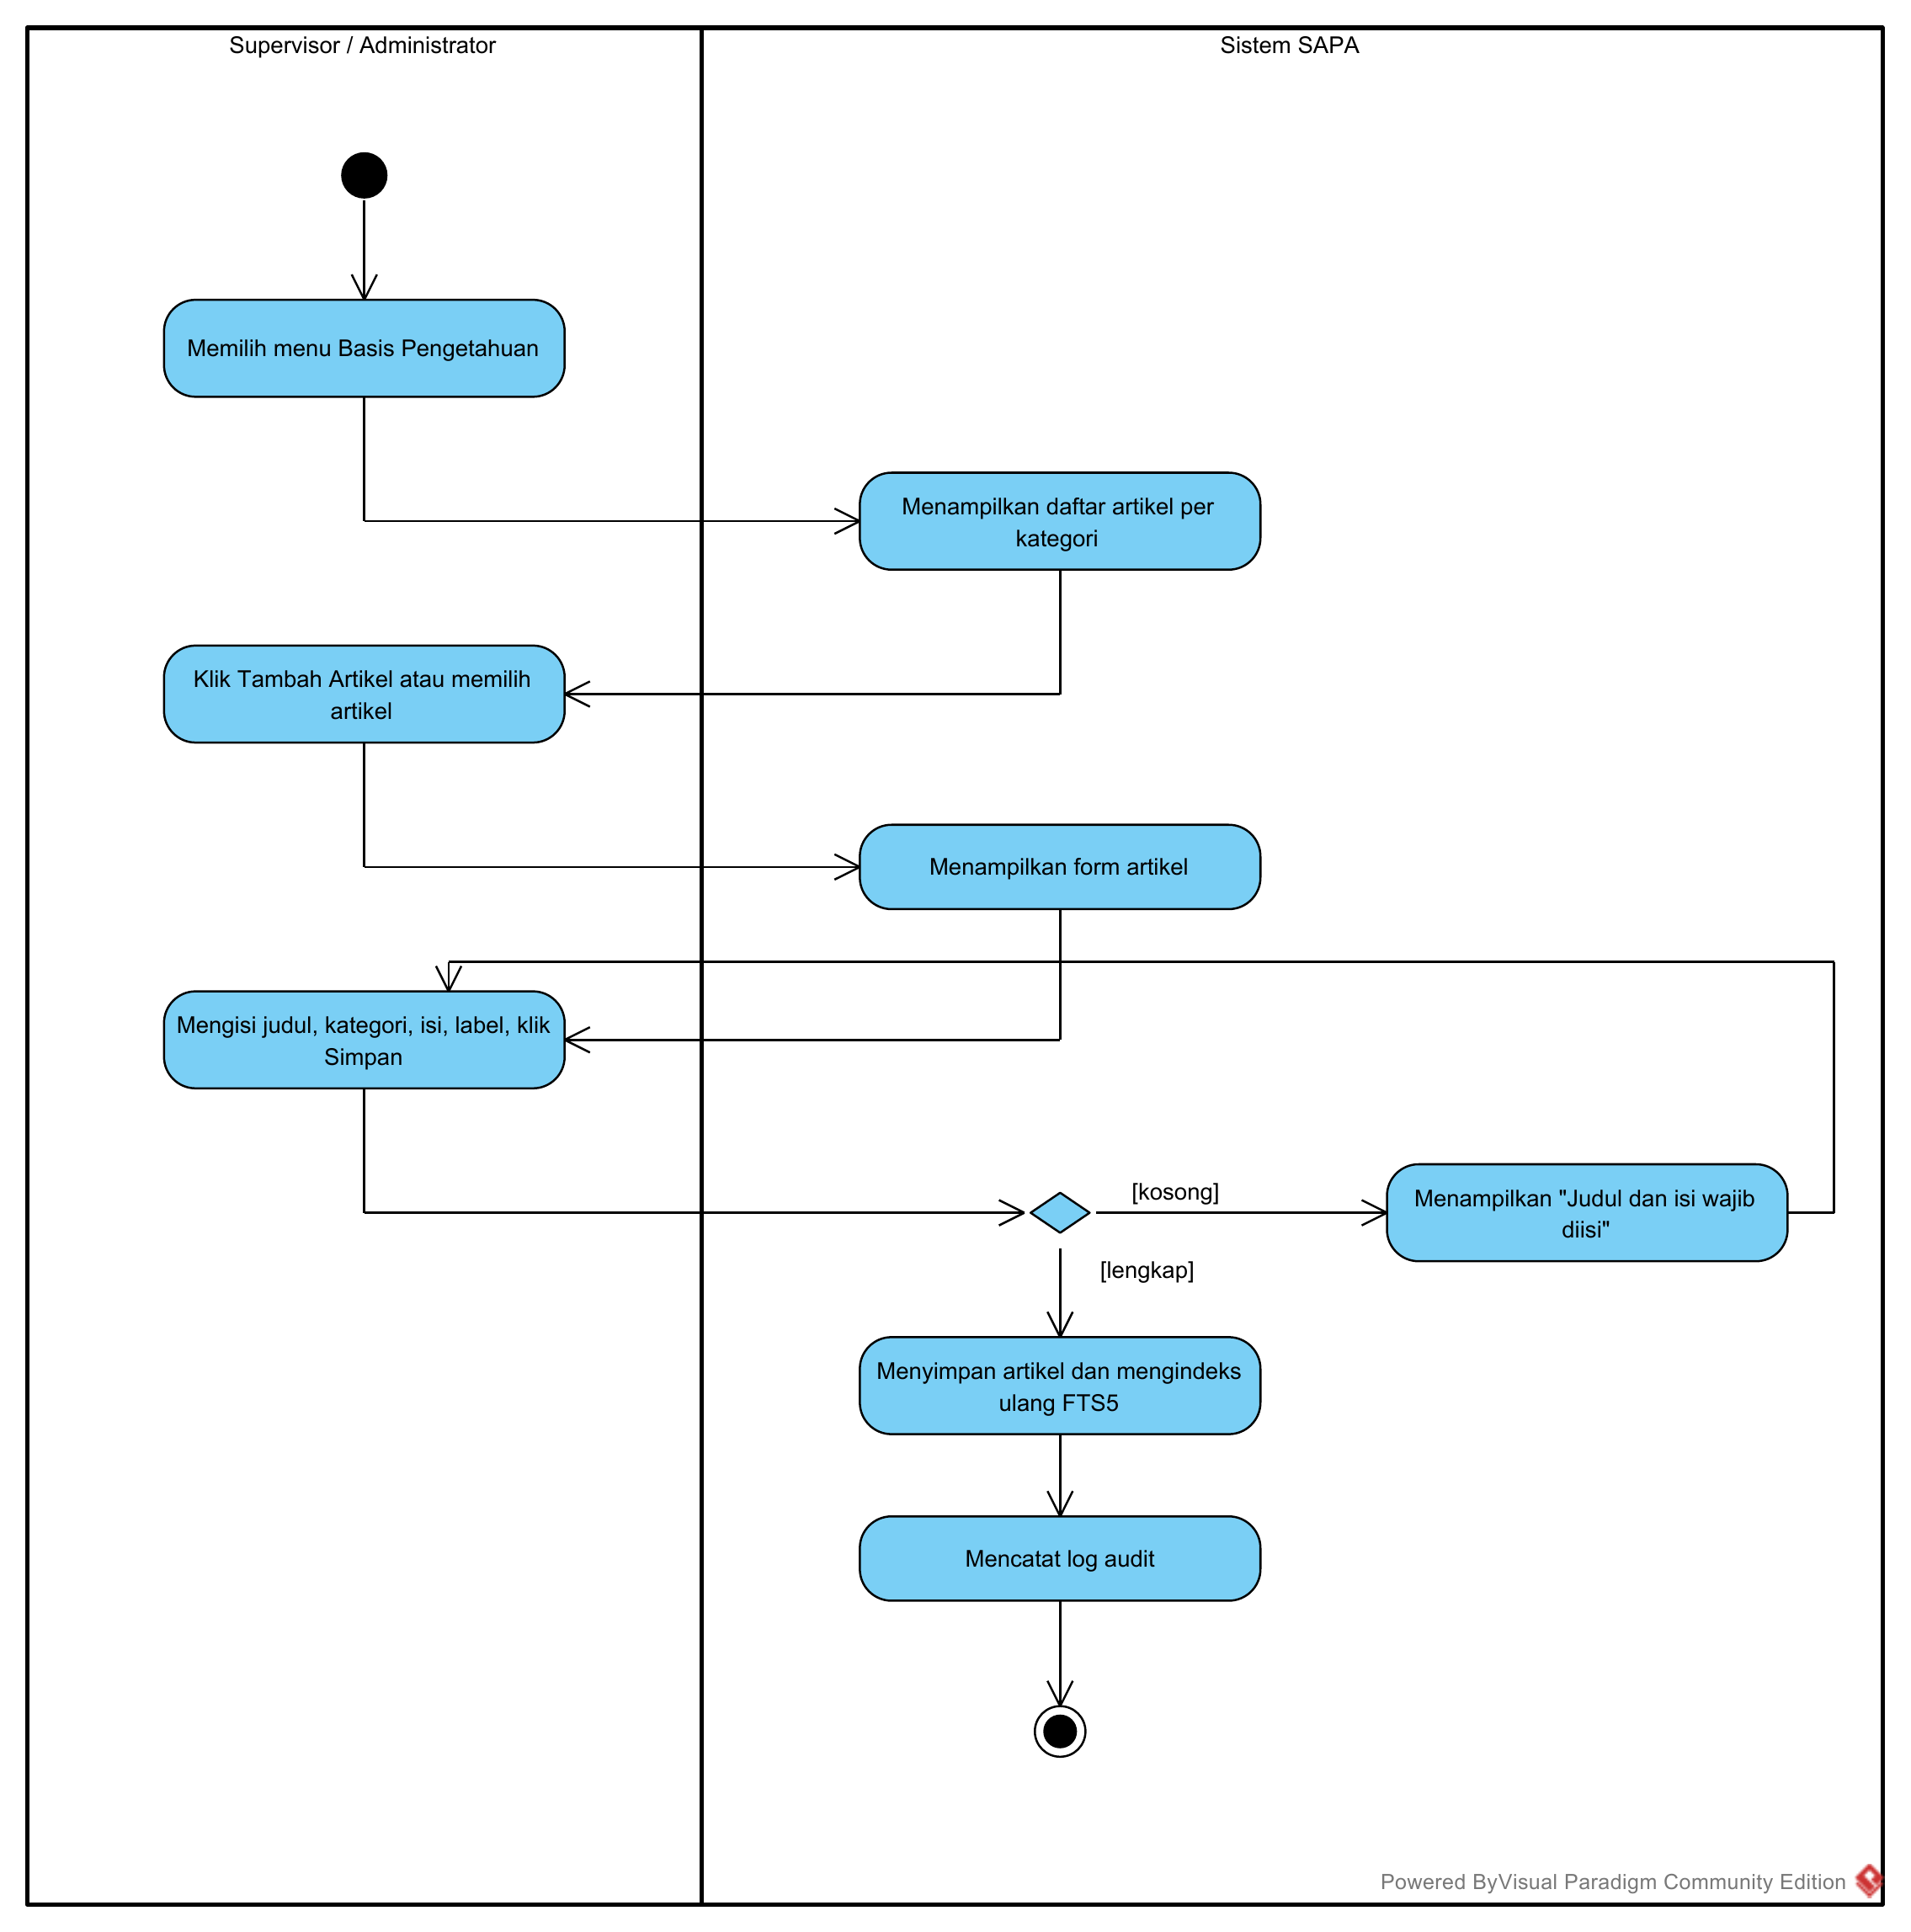 Supervisor / Administrator
Sistem SAPA
Memilih menu Basis Pengetahuan
Menampilkan daftar artikel per
kategori
Klik Tambah Artikel atau memilih
artikel
Menampilkan form artikel
Mengisi judul, kategori, isi, label, klik
Simpan
[kosong]
Menampilkan "Judul dan isi wajib
diisi"
[lengkap]
Menyimpan artikel dan mengindeks
ulang FTS5
Mencatat log audit
Powered ByVisual Paradigm Community Edition